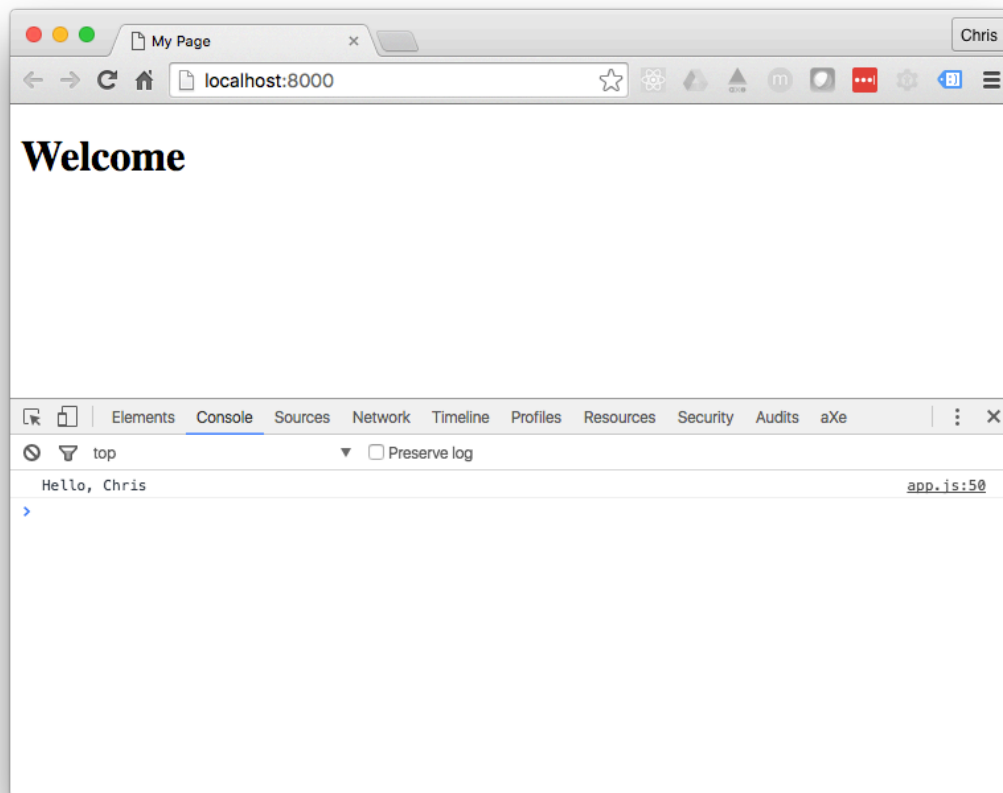 My Page
Chris
localhost:8000
Welcome
Elements Console Sources Network Timeline Profiles Resources Security Audits aXe
top Preserve log
Hello, Chris app.js:50